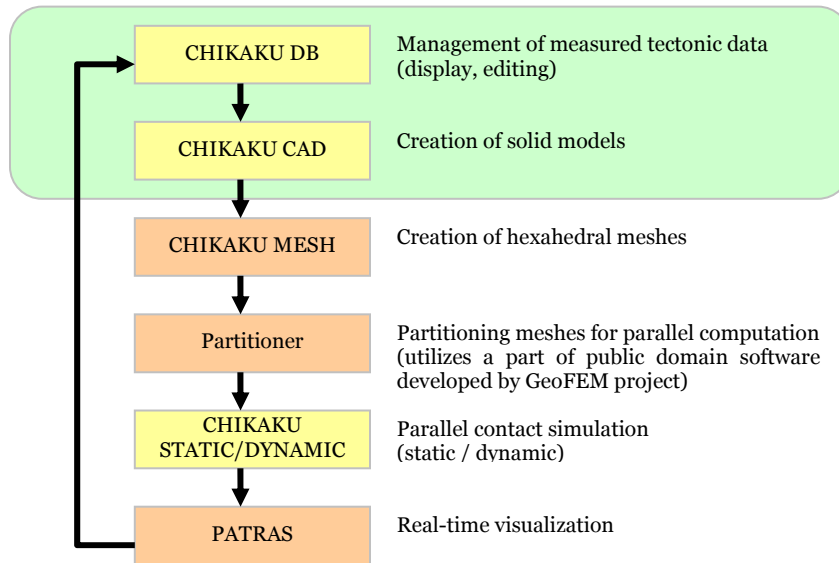 CHIKAKU DB
Management of measured tectonic data
(display, editing)
CHIKAKU CAD
Creation of solid models
CHIKAKU MESH
Creation of hexahedral meshes
Partitioner
Partitioning meshes for parallel computation
(utilizes a part of public domain software
developed by GeoFEM project)
CHIKAKU
STATIC/DYNAMIC
Parallel contact simulation
(static / dynamic)
PATRAS
Real-time visualization